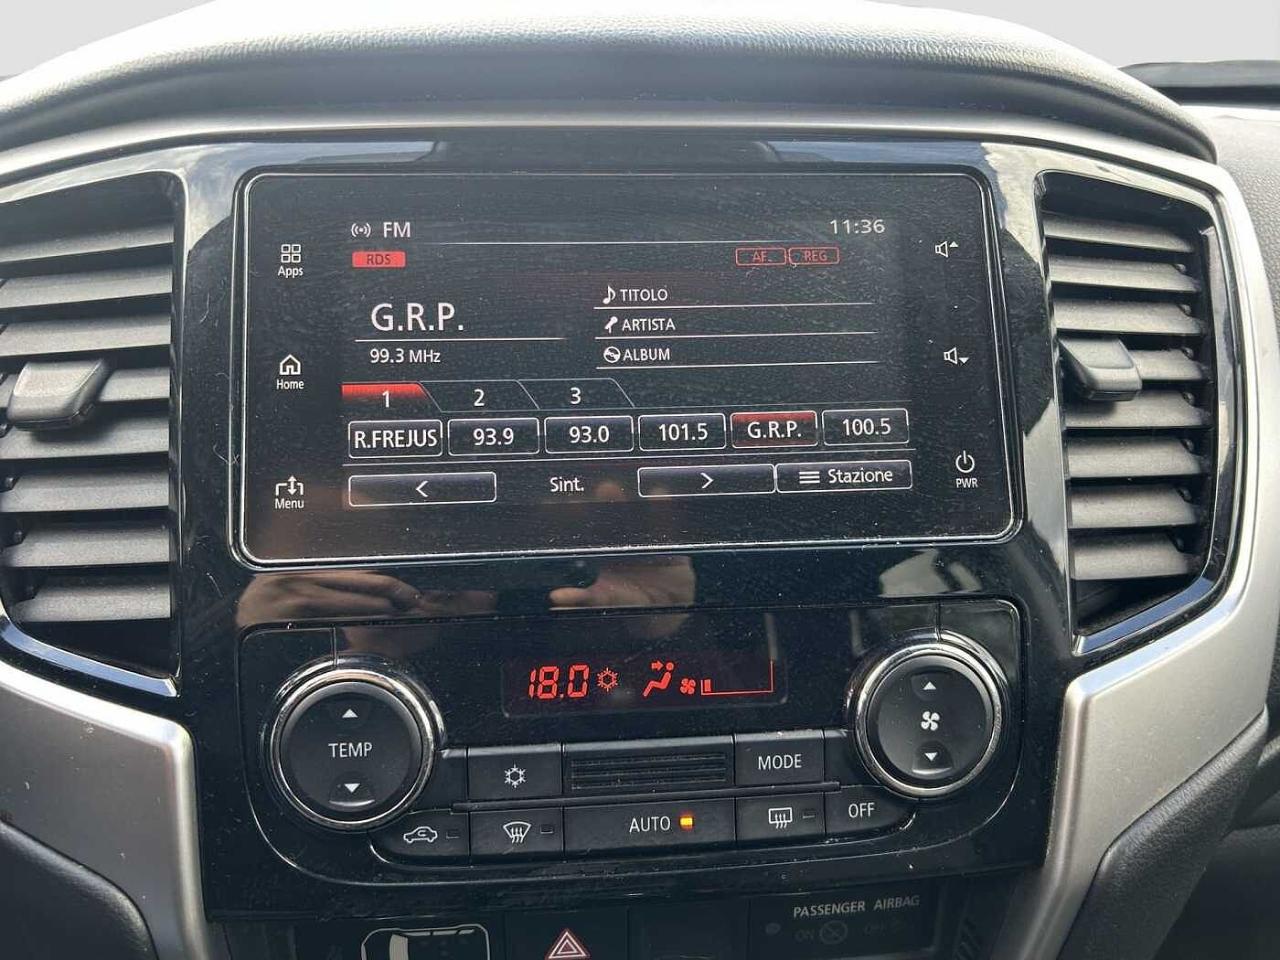 FM
11:36
Apps
RDS
AF
REG
G.R.P.
TITOLO
99.3 MHz
ARTISTA
ALBUM
Home
1 2 3
R.FREJUS 93.9 93.0 101.5 G.R.P. 100.5
< Sint. > Stazione
Menu
PWR
18.0
TEMP
MODE
AUTO
OFF
PASSENGER AIRBAG
ON OFF